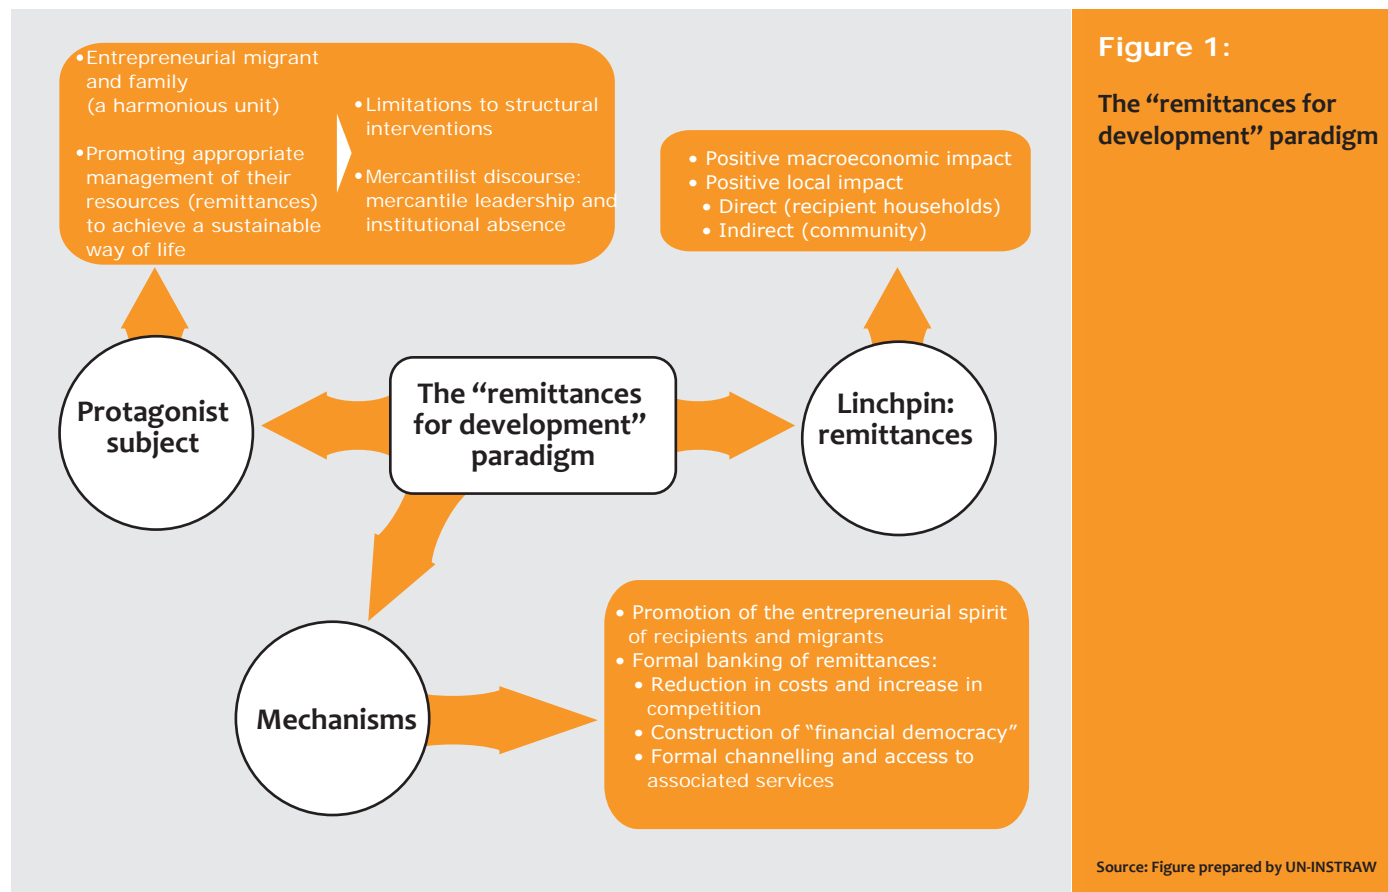 •Entrepreneurial migrant
and family
(a harmonious unit)
•Promoting appropriate
management of their
resources (remittances)
to achieve a sustainable
way of life
•Limitations to structural
interventions
•Mercantilist discourse:
mercantile leadership and
institutional absence
• Positive macroeconomic impact
• Positive local impact
• Direct (recipient households)
• Indirect (community)
Protagonist
subject
The “remittances
for development”
paradigm
Linchpin:
remittances
Mechanisms
• Promotion of the entrepreneurial spirit
of recipients and migrants
• Formal banking of remittances:
• Reduction in costs and increase in
competition
• Construction of “financial democracy”
• Formal channelling and access to
associated services
Figure 1:
The “remittances for
development” paradigm
Source: Figure prepared by UN-INSTRAW